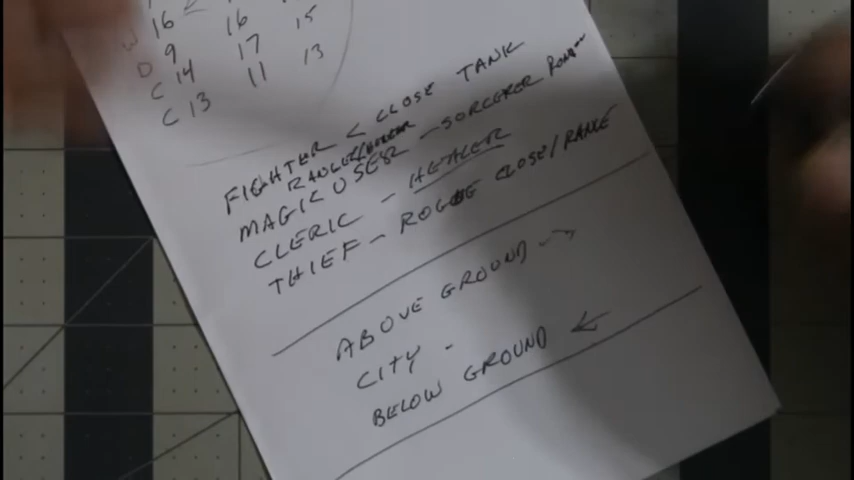 W 16 16 15
D 9 17
C 14 11 13
C 13
FIGHTER < CLOSE TANK
RANGER
MAGIC USER - SORCERER
CLERIC - HEALER
THIEF - ROGUE CLOSE/RANGE
ABOVE GROUND
CITY -
BELOW GROUND ←